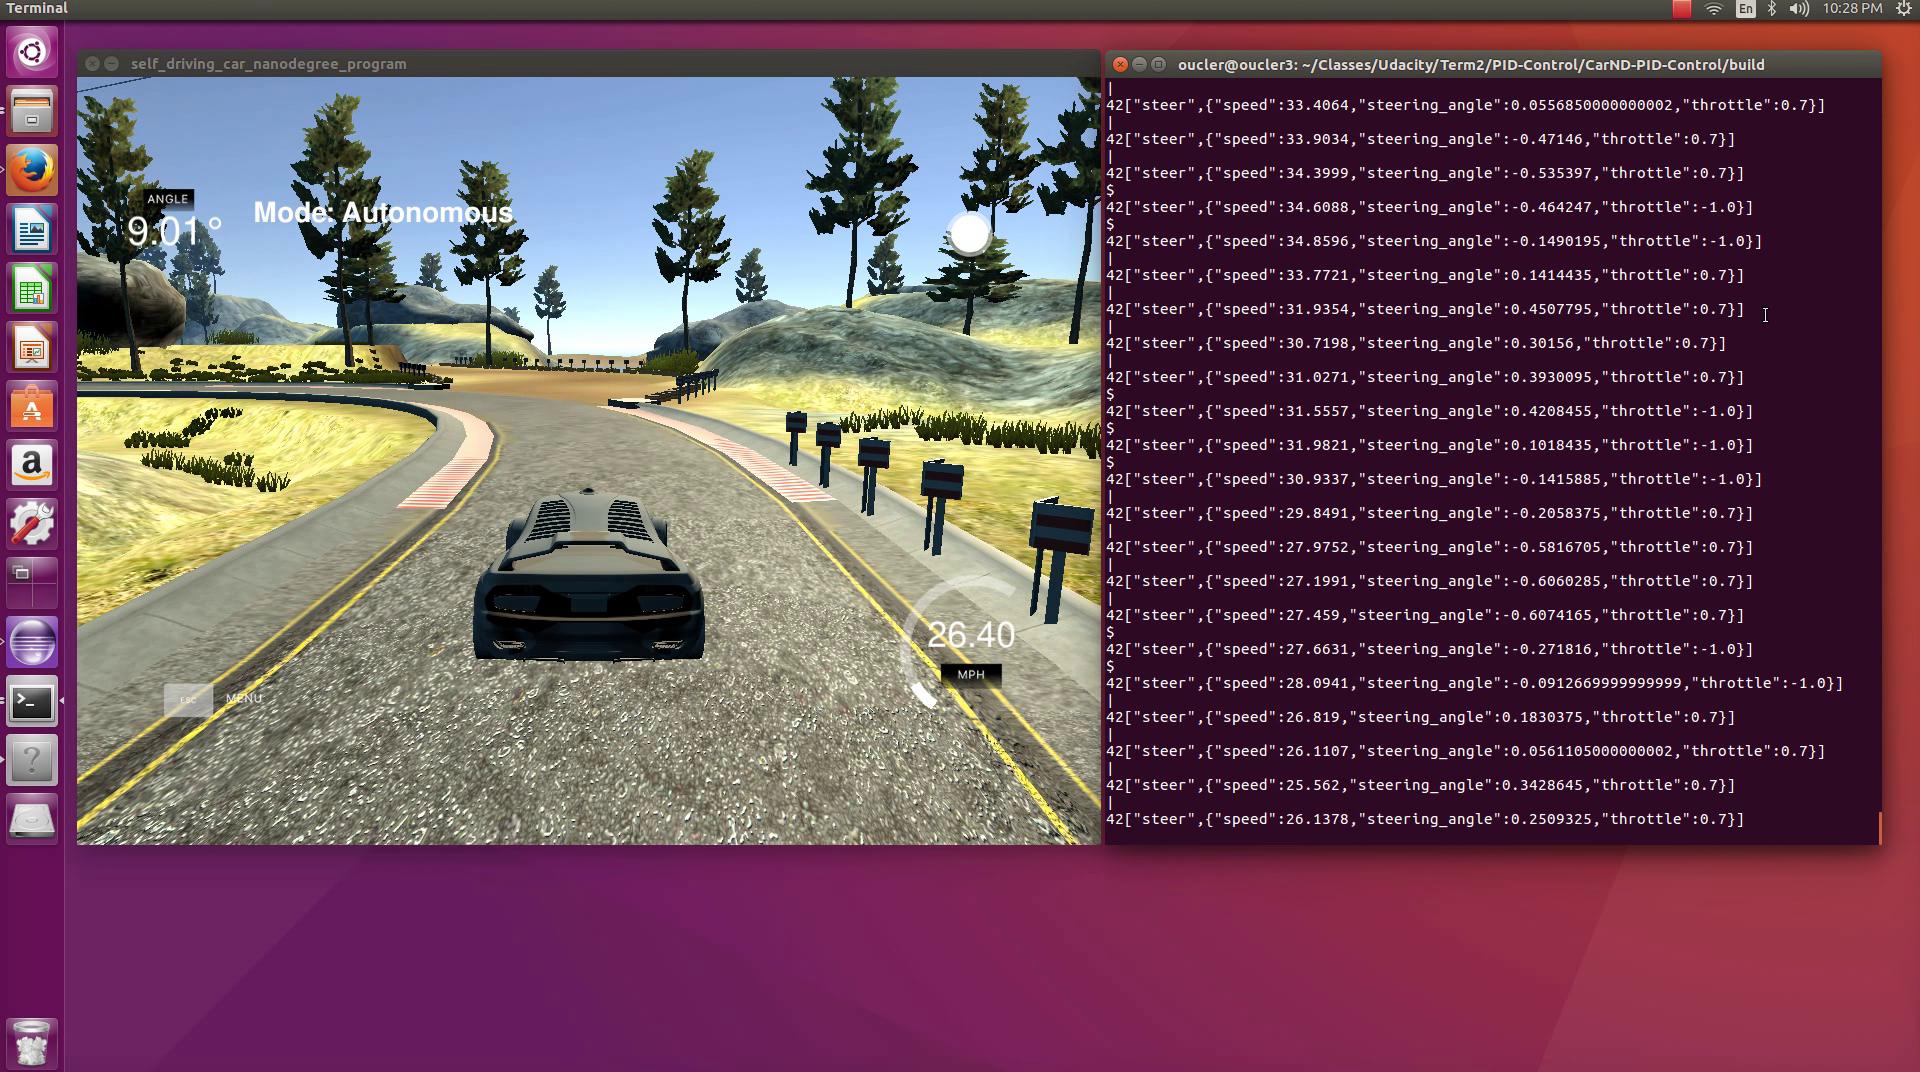 Terminal
En
10:28 PM
self_driving_car_nanodegree_program
ANGLE
9.01°
Mode: Autonomous
26.40
MPH
ESC
MENU
a
?
oucler@oucler3: ~/Classes/Udacity/Term2/PID-Control/CarND-PID-Control/build
|
42["steer",{"speed":33.4064,"steering_angle":0.0556850000000002,"throttle":0.7}]
|
42["steer",{"speed":33.9034,"steering_angle":-0.47146,"throttle":0.7}]
|
42["steer",{"speed":34.3999,"steering_angle":-0.535397,"throttle":0.7}]
$
42["steer",{"speed":34.6088,"steering_angle":-0.464247,"throttle":-1.0}]
$
42["steer",{"speed":34.8596,"steering_angle":-0.1490195,"throttle":-1.0}]
|
42["steer",{"speed":33.7721,"steering_angle":0.1414435,"throttle":0.7}]
|
42["steer",{"speed":31.9354,"steering_angle":0.4507795,"throttle":0.7}]
|
42["steer",{"speed":30.7198,"steering_angle":0.30156,"throttle":0.7}]
|
42["steer",{"speed":31.0271,"steering_angle":0.3930095,"throttle":0.7}]
$
42["steer",{"speed":31.5557,"steering_angle":0.4208455,"throttle":-1.0}]
$
42["steer",{"speed":31.9821,"steering_angle":0.1018435,"throttle":-1.0}]
$
42["steer",{"speed":30.9337,"steering_angle":-0.1415885,"throttle":-1.0}]
|
42["steer",{"speed":29.8491,"steering_angle":-0.2058375,"throttle":0.7}]
|
42["steer",{"speed":27.9752,"steering_angle":-0.5816705,"throttle":0.7}]
|
42["steer",{"speed":27.1991,"steering_angle":-0.6060285,"throttle":0.7}]
|
42["steer",{"speed":27.459,"steering_angle":-0.6074165,"throttle":0.7}]
$
42["steer",{"speed":27.6631,"steering_angle":-0.271816,"throttle":-1.0}]
$
42["steer",{"speed":28.0941,"steering_angle":-0.0912669999999999,"throttle":-1.0}]
|
42["steer",{"speed":26.819,"steering_angle":0.1830375,"throttle":0.7}]
|
42["steer",{"speed":26.1107,"steering_angle":0.0561105000000002,"throttle":0.7}]
|
42["steer",{"speed":25.562,"steering_angle":0.3428645,"throttle":0.7}]
|
42["steer",{"speed":26.1378,"steering_angle":0.2509325,"throttle":0.7}]